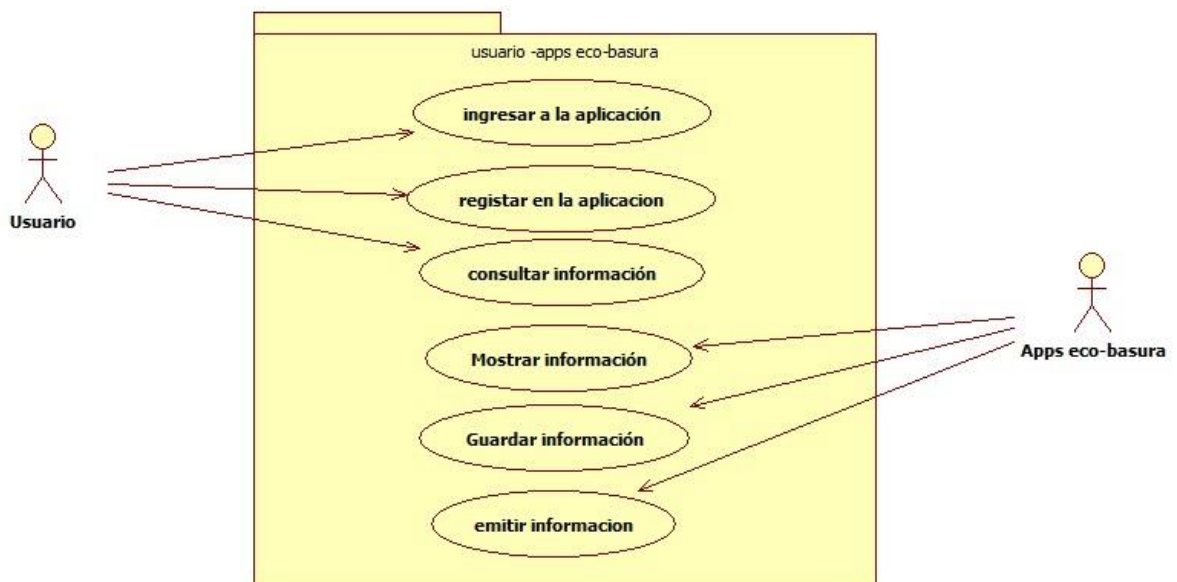 usuario -apps eco-basura
ingresar a la aplicación
registar en la aplicacion
Usuario
consultar información
Mostrar información
Apps eco-basura
Guardar información
emitir informacion